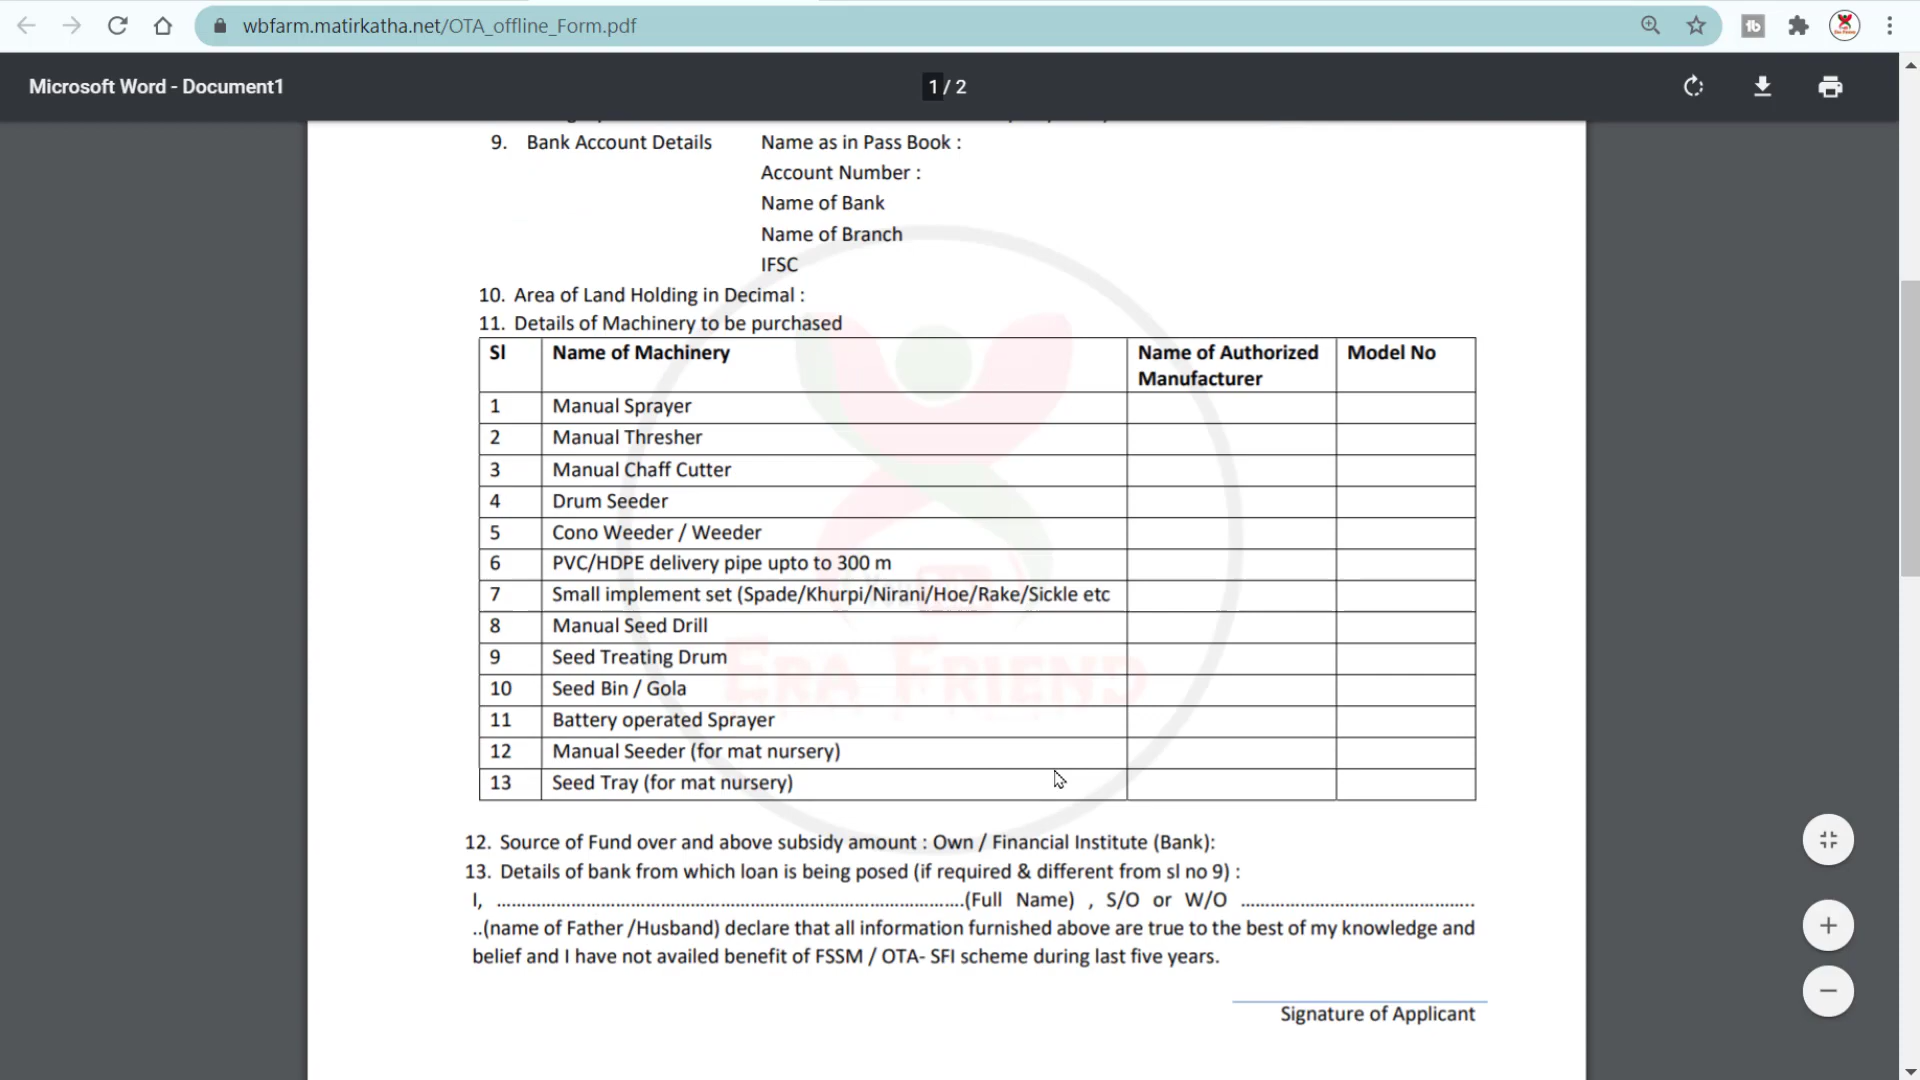 wbfarm.matirkatha.net/OTA_offline_Form.pdf
Microsoft Word - Document1
1 / 2
9. Bank Account Details Name as in Pass Book :
Account Number :
Name of Bank
Name of Branch
IFSC
10. Area of Land Holding in Decimal :
11. Details of Machinery to be purchased
Sl Name of Machinery Name of Authorized Manufacturer Model No
1 Manual Sprayer
2 Manual Thresher
3 Manual Chaff Cutter
4 Drum Seeder
5 Cono Weeder / Weeder
6 PVC/HDPE delivery pipe upto to 300 m
7 Small implement set (Spade/Khurpi/Nirani/Hoe/Rake/Sickle etc
8 Manual Seed Drill
9 Seed Treating Drum
10 Seed Bin / Gola
11 Battery operated Sprayer
12 Manual Seeder (for mat nursery)
13 Seed Tray (for mat nursery)
ERA FRIEND
12. Source of Fund over and above subsidy amount : Own / Financial Institute (Bank):
13. Details of bank from which loan is being posed (if required & different from sl no 9) :
I, ………………………………………………………………………….(Full Name) , S/O or W/O ……………………………………..
..(name of Father /Husband) declare that all information furnished above are true to the best of my knowledge and
belief and I have not availed benefit of FSSM / OTA- SFI scheme during last five years.
Signature of Applicant